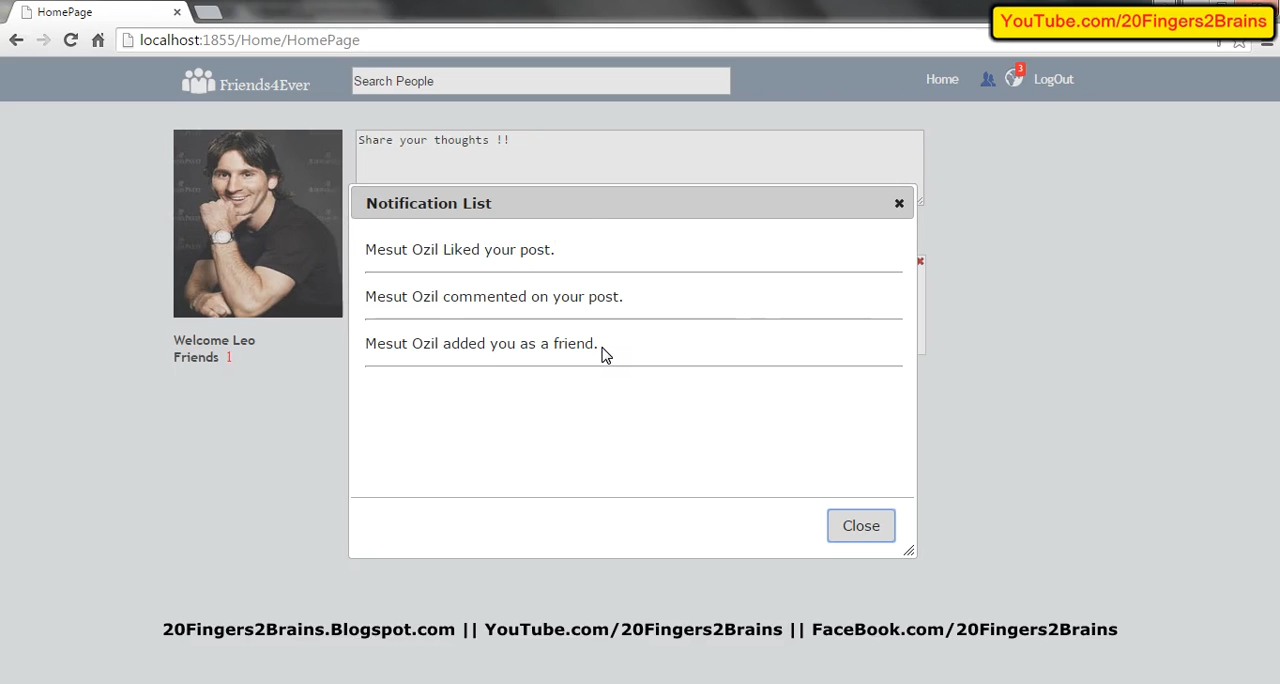 HomePage
YouTube.com/20Fingers2Brains
localhost:1855/Home/HomePage
Friends4Ever
Search People
Home
3
LogOut
Share your thoughts !!
Notification List
Mesut Ozil Liked your post.
Mesut Ozil commented on your post.
Mesut Ozil added you as a friend.
Welcome Leo
Friends 1
Close
20Fingers2Brains.Blogspot.com || YouTube.com/20Fingers2Brains || FaceBook.com/20Fingers2Brains